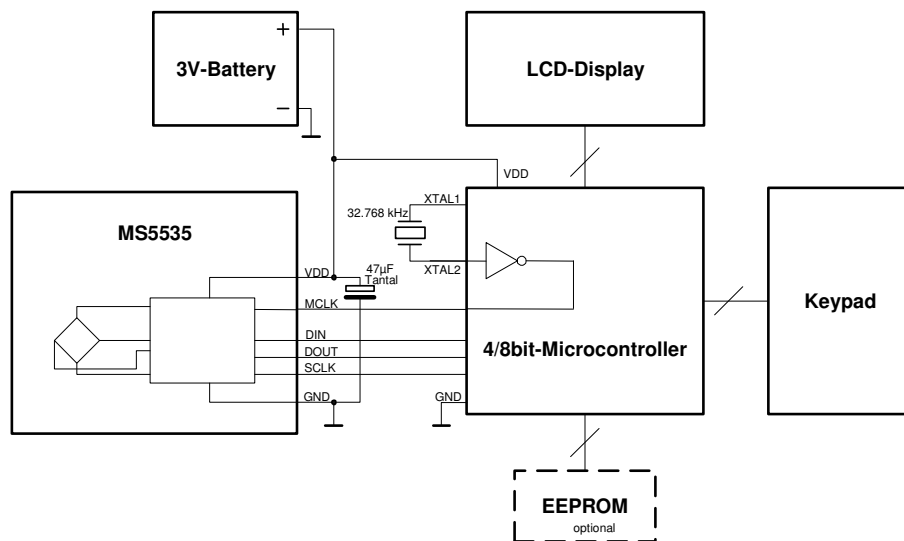 +
3V-Battery
−
LCD-Display
VDD
MS5535
XTAL1
32.768 kHz
XTAL2
VDD
47µF
Tantal
MCLK
DIN
DOUT
SCLK
GND
4/8bit-Microcontroller
GND
Keypad
EEPROM
optional